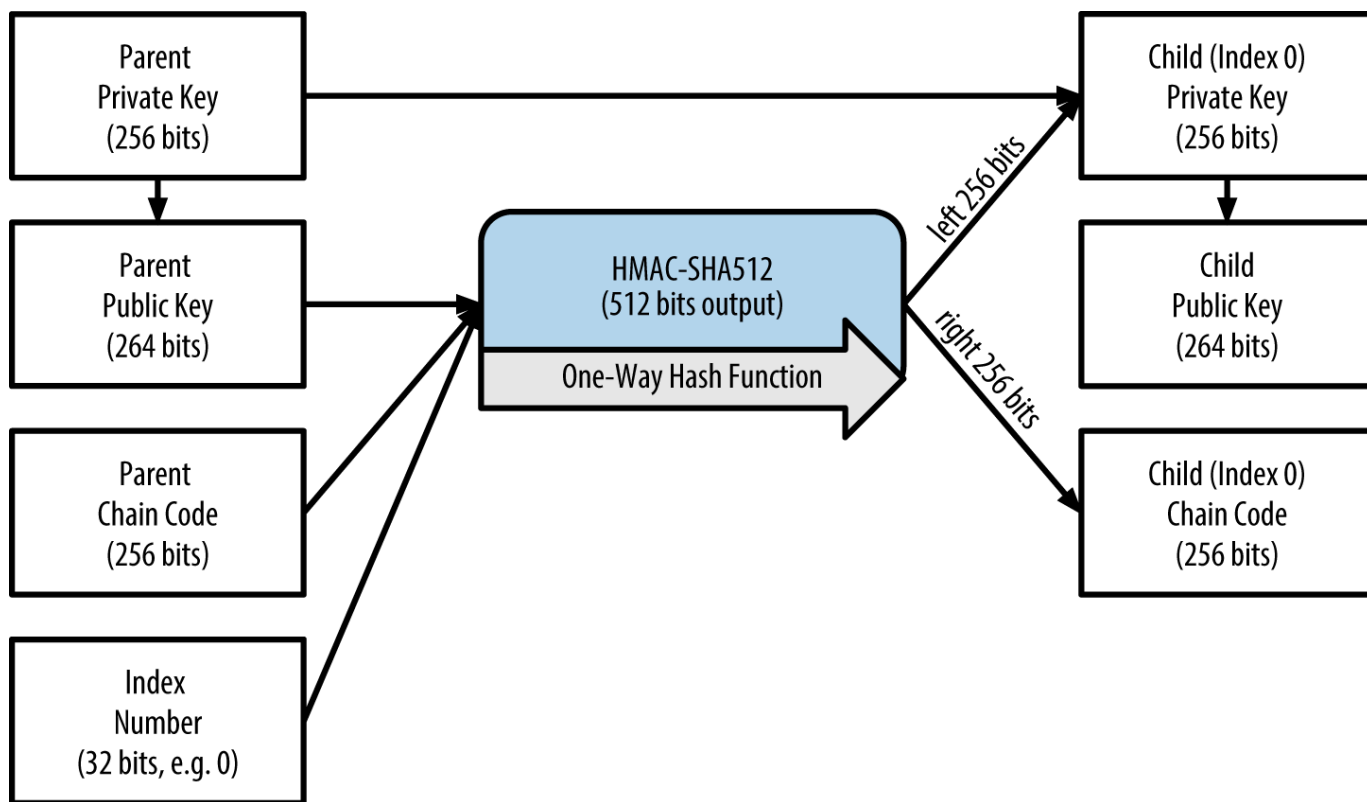 Parent
Private Key
(256 bits)
Parent
Public Key
(264 bits)
Parent
Chain Code
(256 bits)
Index
Number
(32 bits, e.g. 0)
HMAC-SHA512
(512 bits output)
One-Way Hash Function
left 256 bits
right 256 bits
Child (Index 0)
Private Key
(256 bits)
Child
Public Key
(264 bits)
Child (Index 0)
Chain Code
(256 bits)